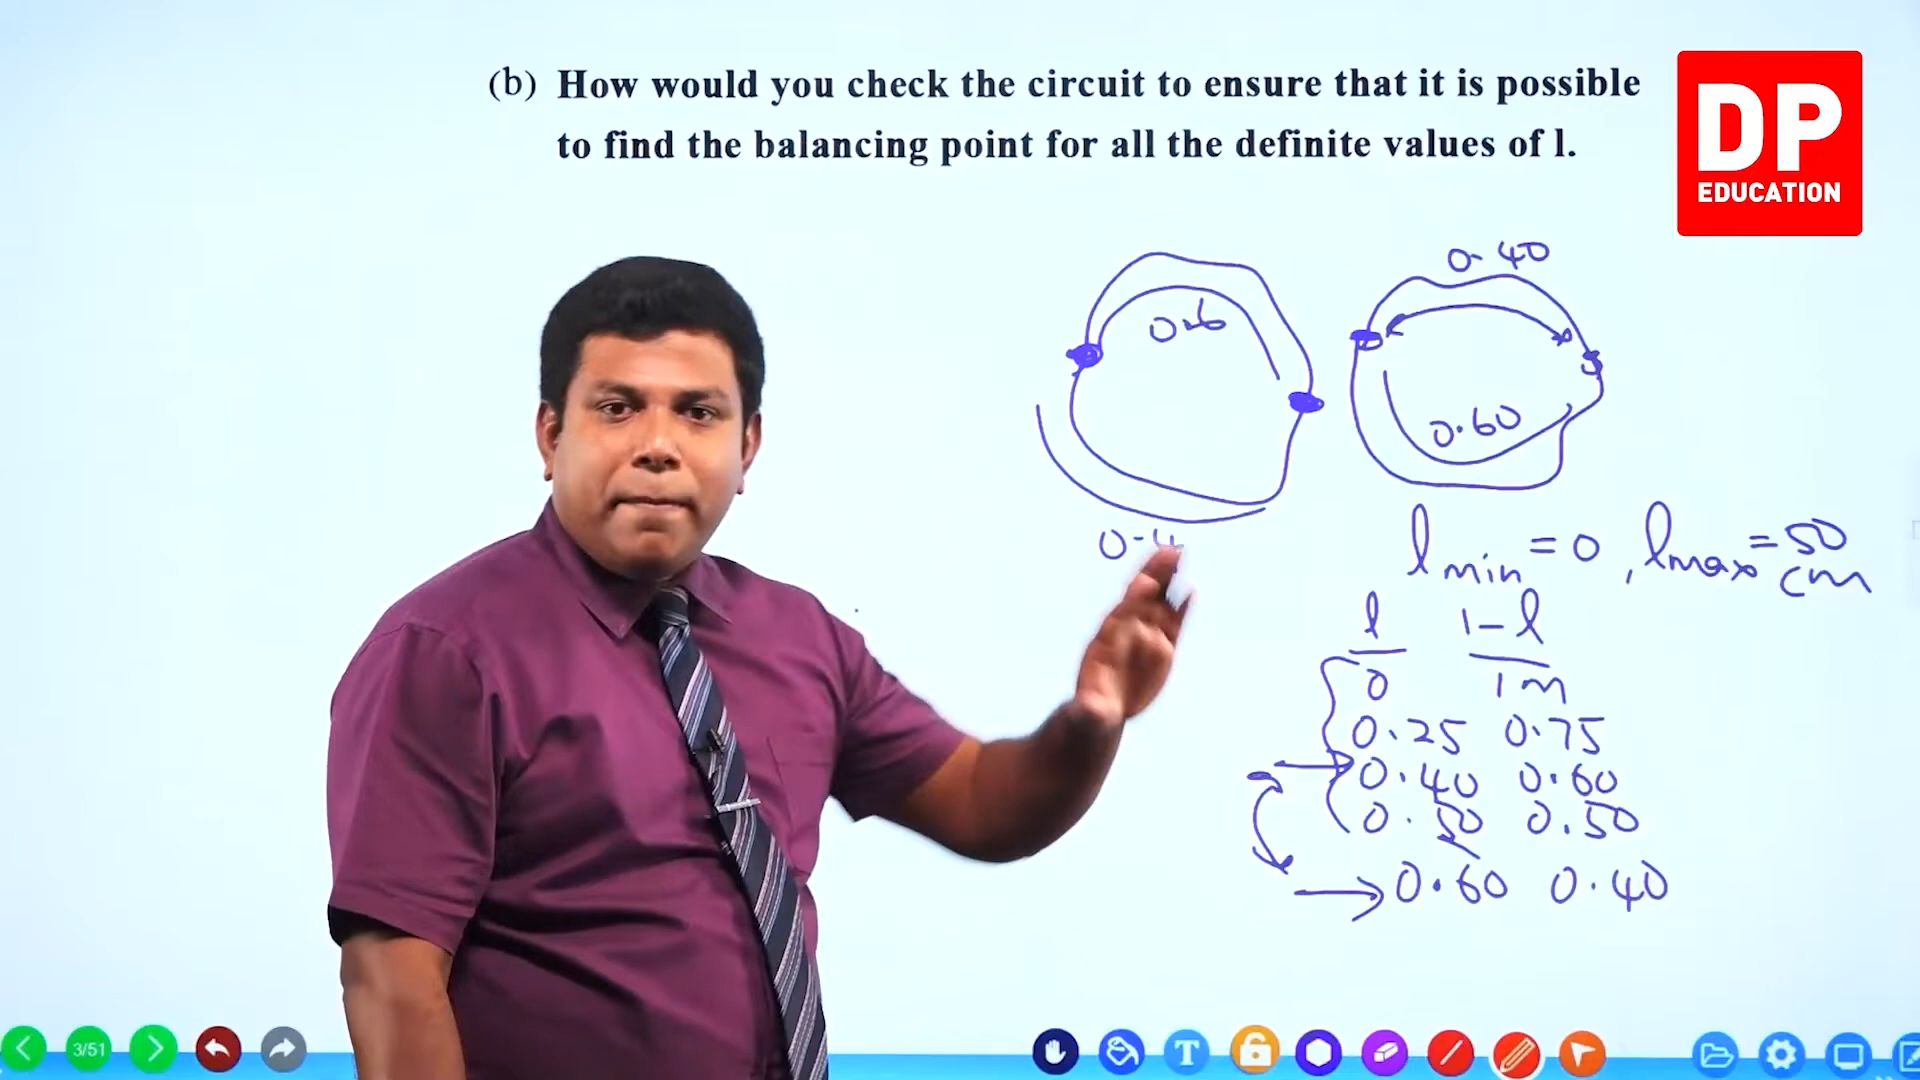 (b) How would you check the circuit to ensure that it is possible
to find the balancing point for all the definite values of l.
DP
EDUCATION
0.6
0.4
0.40
0.60
l min = 0, l max = 50 cm
l 1-l
0 1m
0.25 0.75
0.40 0.60
0.50 0.50
0.60 0.40
3/51
T